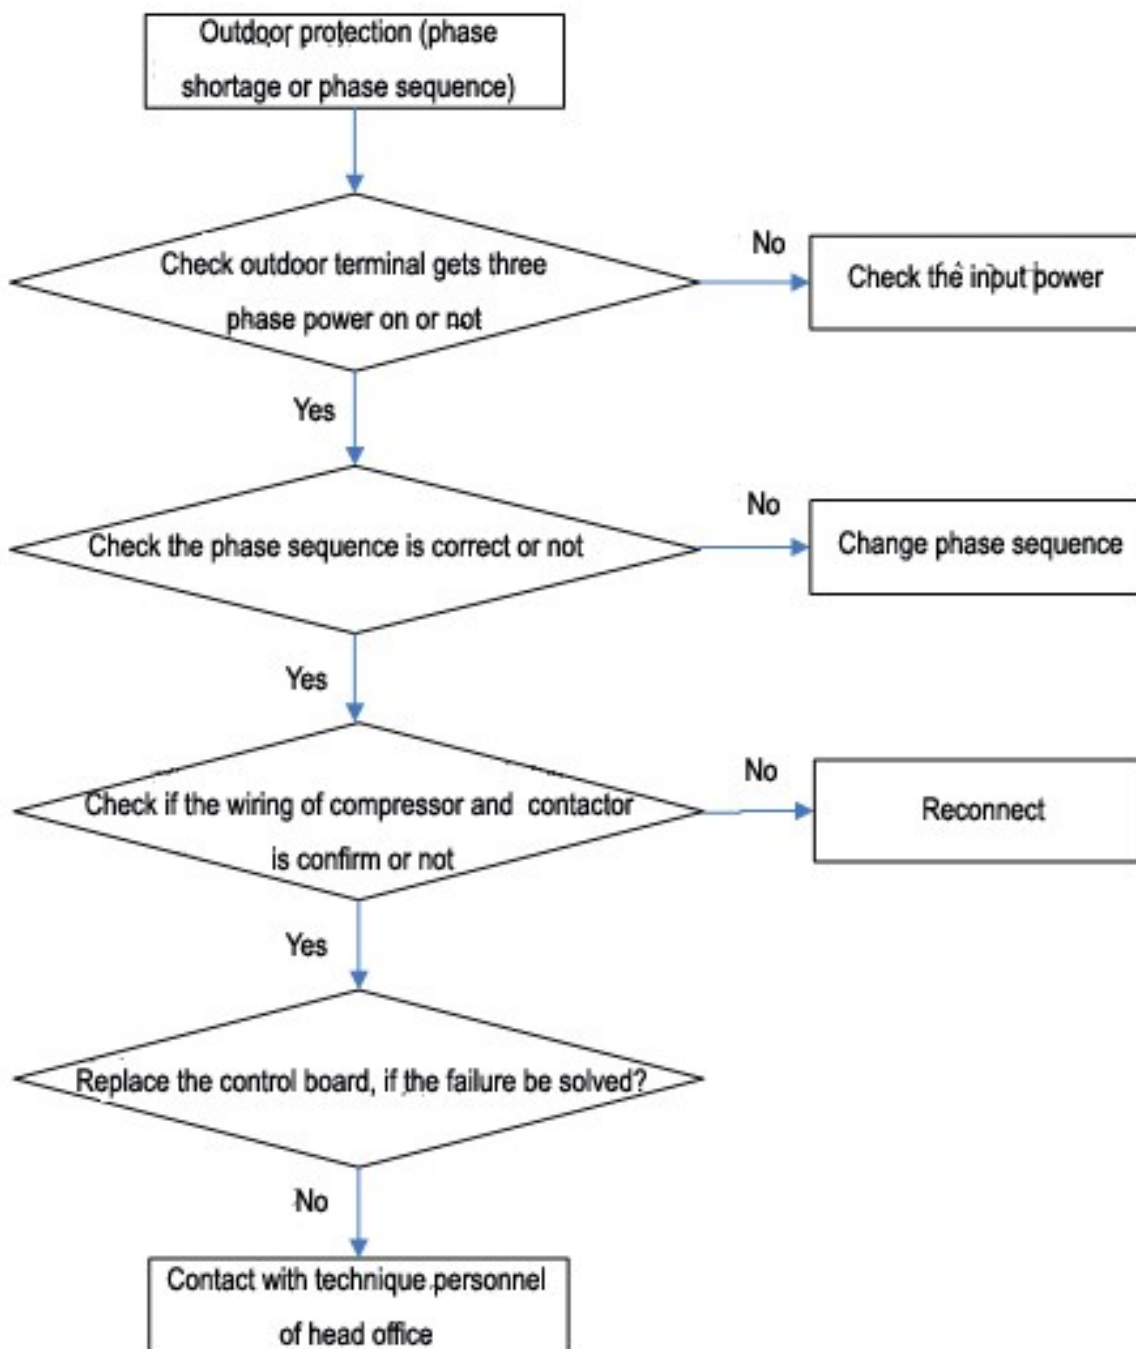 Outdoor protection (phase
shortage or phase sequence)
Check outdoor terminal gets three
phase power on or not
No
Check the input power
Yes
Check the phase sequence is correct or not
No
Change phase sequence
Yes
Check if the wiring of compressor and contactor
is confirm or not
No
Reconnect
Yes
Replace the control board, if the failure be solved?
No
Contact with technique personnel
of head office